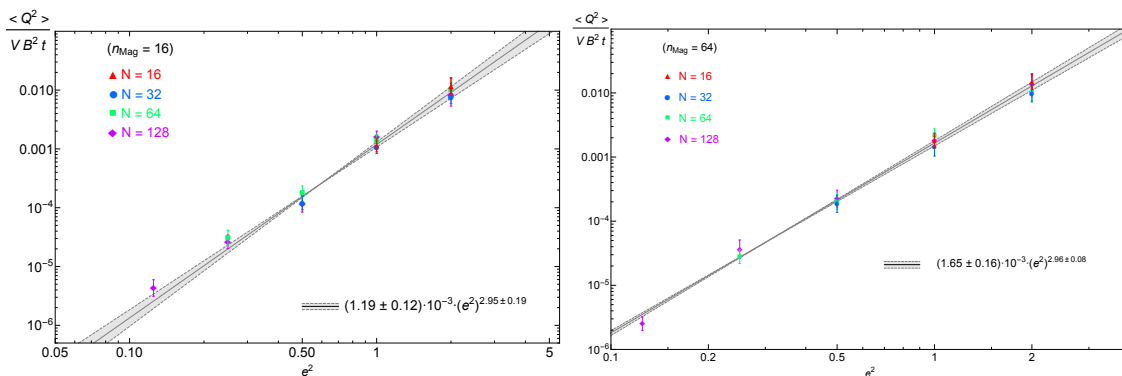 < Q² >
V B² t
(nMag = 16)
N = 16
N = 32
N = 64
N = 128
0.010
0.001
10⁻⁴
10⁻⁵
10⁻⁶
(1.19 ± 0.12)·10⁻³·(e²)^2.95 ± 0.19
0.05 0.10 0.50 1 5
e²
< Q² >
V B² t
(nMag = 64)
N = 16
N = 32
N = 64
N = 128
0.010
0.001
10⁻⁴
10⁻⁵
10⁻⁶
(1.65 ± 0.16)·10⁻³·(e²)^2.96 ± 0.08
0.1 0.2 0.5 1 2
e²